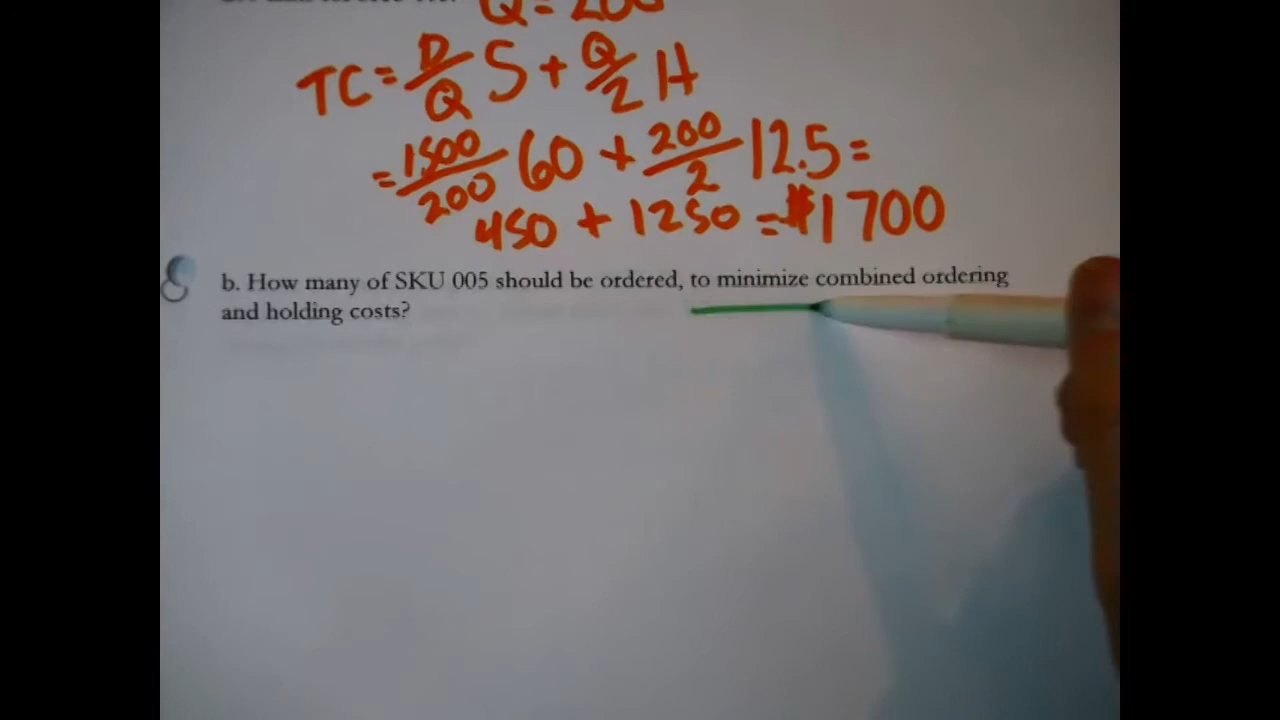 Q = 200
TC = D/Q S + Q/2 H
= 1500/200 60 + 200/2 12.5 =
450 + 1250 = $1700
b. How many of SKU 005 should be ordered, to minimize combined ordering
and holding costs?